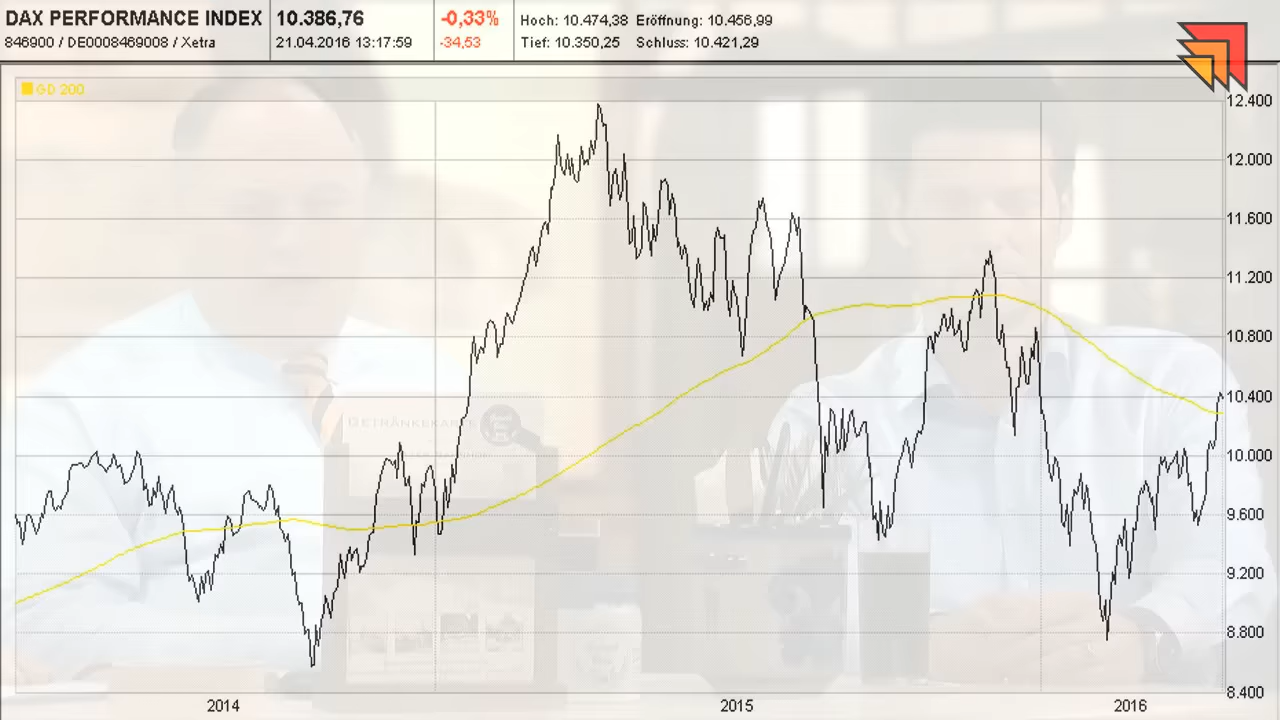 DAX PERFORMANCE INDEX 10.386,76 -0,33% Hoch: 10.474,38 Eröffnung: 10.456,99
846900 / DE0008469008 / Xetra 21.04.2016 13:17:59 -34,53 Tief: 10.350,25 Schluss: 10.421,29
GD 200
12.400
12.000
11.600
11.200
10.800
10.400
GETRÄNKEKARTE
10.000
9.600
9.200
8.800
8.400
2014 2015 2016